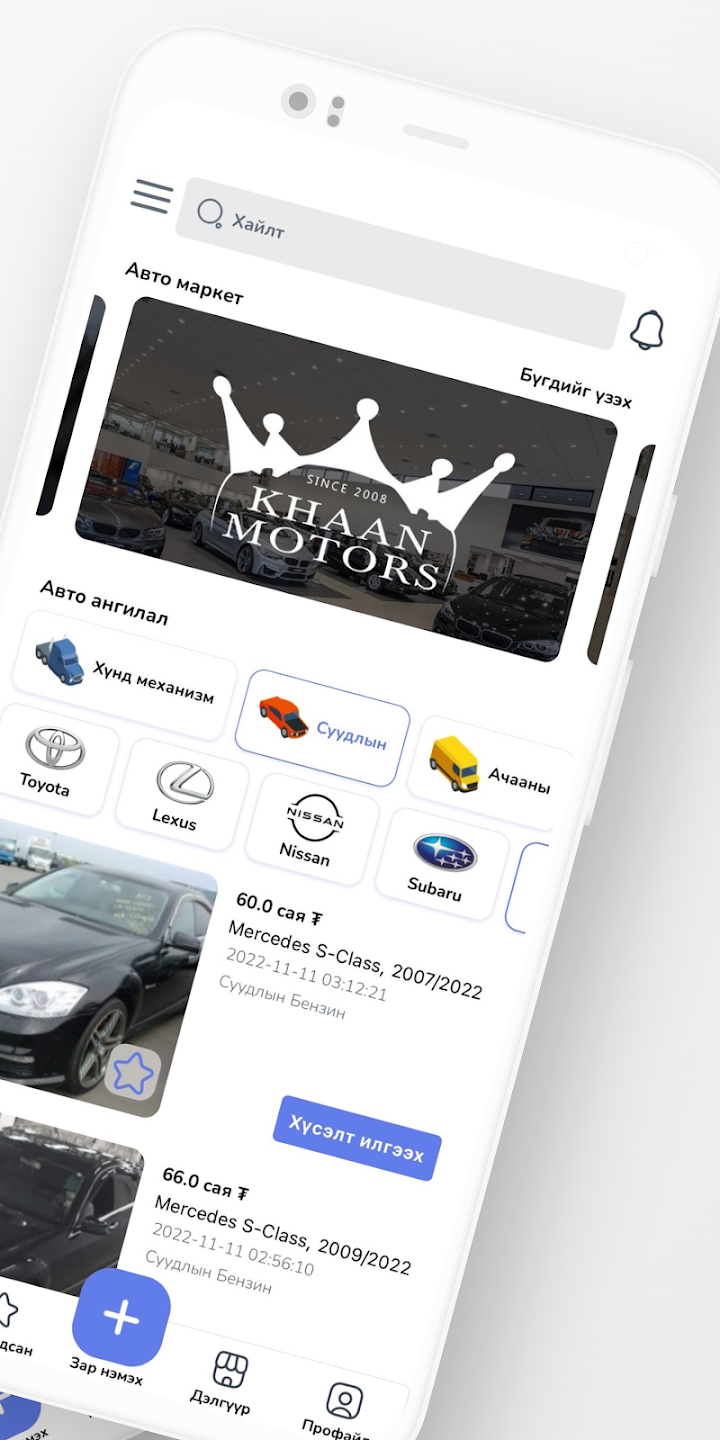 Хайлт
Авто маркет
Бүгдийг үзэх
SINCE 2008
KHAAN
MOTORS
Авто ангилал
Хүнд механизм
Суудлын
Ачааны
Toyota
Lexus
NISSAN
Nissan
Subaru
60.0 сая ₮
Mercedes S-Class, 2007/2022
2022-11-11 03:12:21
Суудлын Бензин
Хүсэлт илгээх
66.0 сая ₮
Mercedes S-Class, 2009/2022
2022-11-11 02:56:10
Суудлын Бензин
Зар нэмэх
Дэлгүүр
Профайл